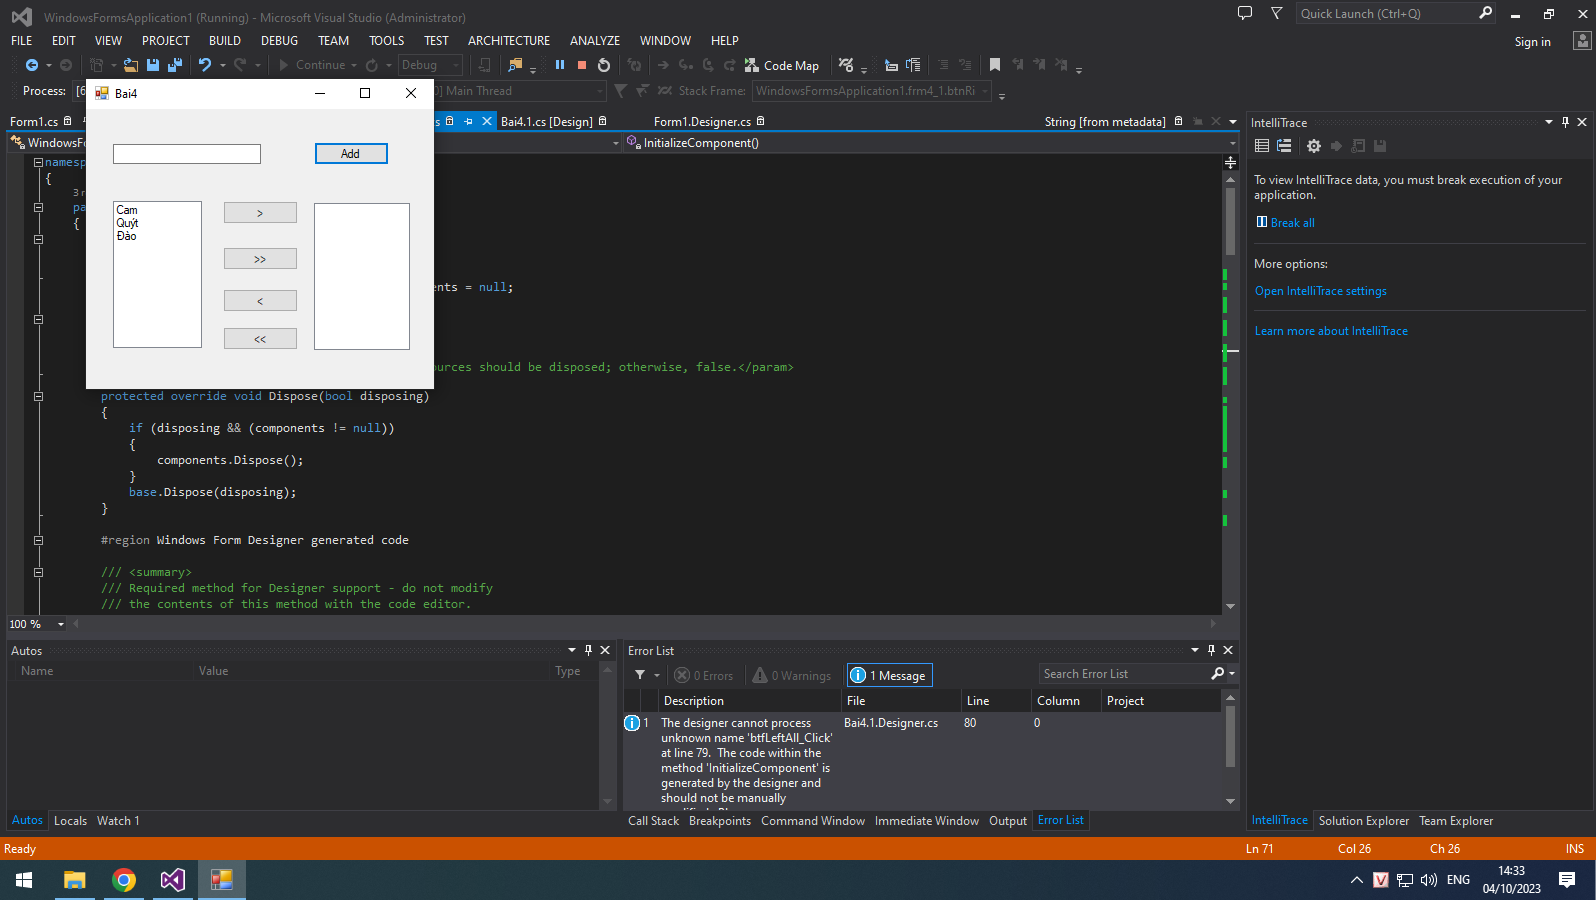 WindowsFormsApplication1 (Running) - Microsoft Visual Studio (Administrator)
Quick Launch (Ctrl+Q)
FILE EDIT VIEW PROJECT BUILD DEBUG TEAM TOOLS TEST ARCHITECTURE ANALYZE WINDOW HELP
Sign in
Continue Debug Code Map
Process: [6
0] Main Thread Stack Frame: WindowsFormsApplication1.frm4_1.btnRi
Bai4
Add
Cam
Quýt
Đào
>
>>
<
<<
Form1.cs Bai4.1.cs [Design] Form1.Designer.cs String [from metadata]
WindowsFo InitializeComponent()
namesp
{
3 r
pa
{
nts = null;
ources should be disposed; otherwise, false.</param>
protected override void Dispose(bool disposing)
{
if (disposing && (components != null))
{
components.Dispose();
}
base.Dispose(disposing);
}
#region Windows Form Designer generated code
/// <summary>
/// Required method for Designer support - do not modify
/// the contents of this method with the code editor.
100 %
IntelliTrace
To view IntelliTrace data, you must break execution of your
application.
Break all
More options:
Open IntelliTrace settings
Learn more about IntelliTrace
Autos
Name Value Type
Autos Locals Watch 1
Error List
0 Errors 0 Warnings 1 Message Search Error List
Description File Line Column Project
1 The designer cannot process Bai4.1.Designer.cs 80 0
unknown name 'btfLeftAll_Click'
at line 79. The code within the
method 'InitializeComponent' is
generated by the designer and
should not be manually
Call Stack Breakpoints Command Window Immediate Window Output Error List
IntelliTrace Solution Explorer Team Explorer
Ready Ln 71 Col 26 Ch 26 INS
ENG 14:33
04/10/2023